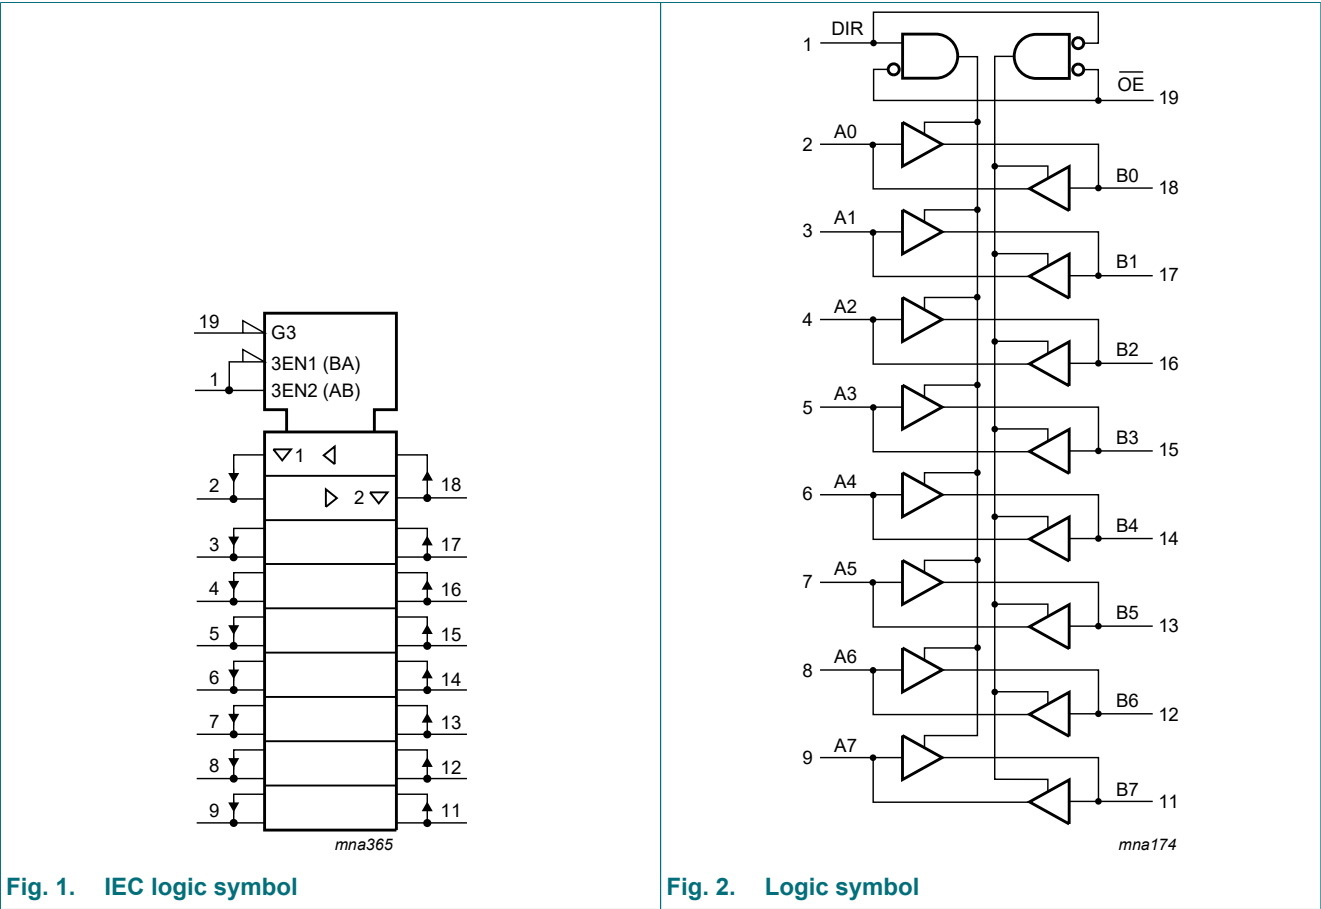 19
G3
3EN1 (BA)
1
3EN2 (AB)
1
2
18
2
3
17
4
16
5
15
6
14
7
13
8
12
9
11
mna365
Fig. 1. IEC logic symbol
DIR
1
O̅E̅
19
A0
2
B0
18
A1
3
B1
17
A2
4
B2
16
A3
5
B3
15
A4
6
B4
14
A5
7
B5
13
A6
8
B6
12
A7
9
B7
11
mna174
Fig. 2. Logic symbol